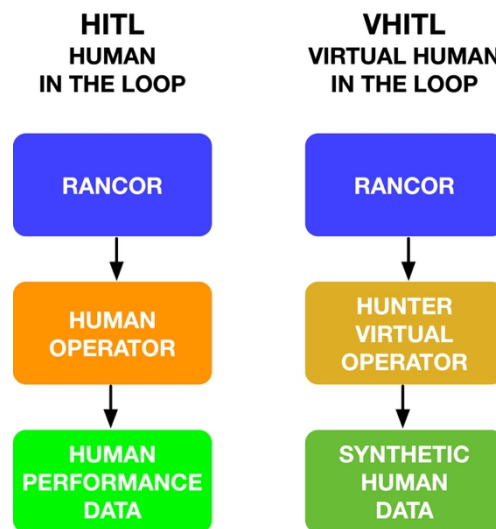 HITL
HUMAN
IN THE LOOP
RANCOR
HUMAN
OPERATOR
HUMAN
PERFORMANCE
DATA
VHITL
VIRTUAL HUMAN
IN THE LOOP
RANCOR
HUNTER
VIRTUAL
OPERATOR
SYNTHETIC
HUMAN
DATA